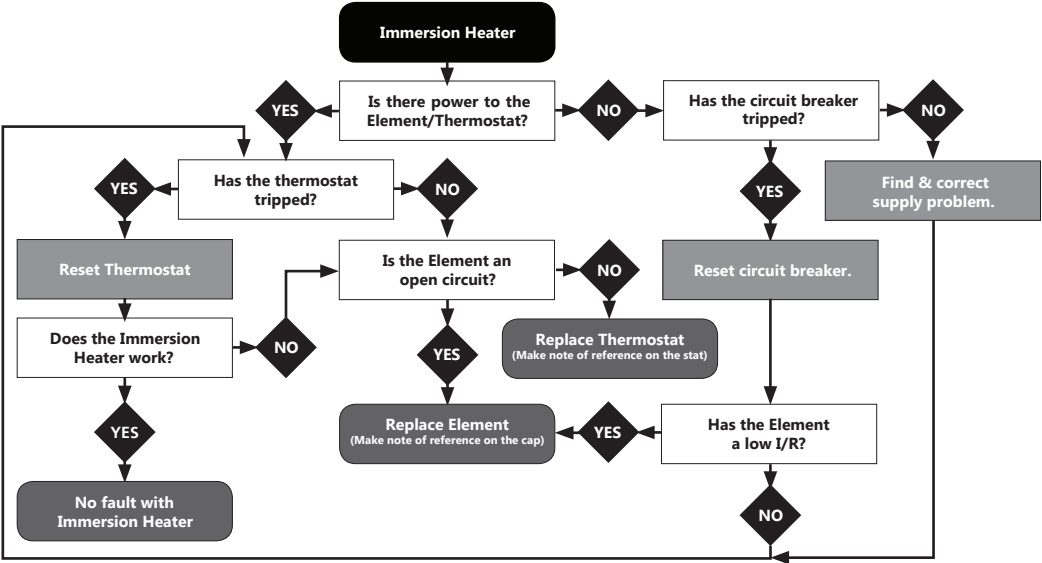 Immersion Heater
Is there power to the
Element/Thermostat?
YES
NO
Has the circuit breaker
tripped?
NO
Has the thermostat
tripped?
YES
NO
YES
Find & correct
supply problem.
Reset Thermostat
Is the Element an
open circuit?
NO
Reset circuit breaker.
Does the Immersion
Heater work?
NO
YES
Replace Thermostat
(Make note of reference on the stat)
YES
Replace Element
(Make note of reference on the cap)
YES
Has the Element
a low I/R?
No fault with
Immersion Heater
NO